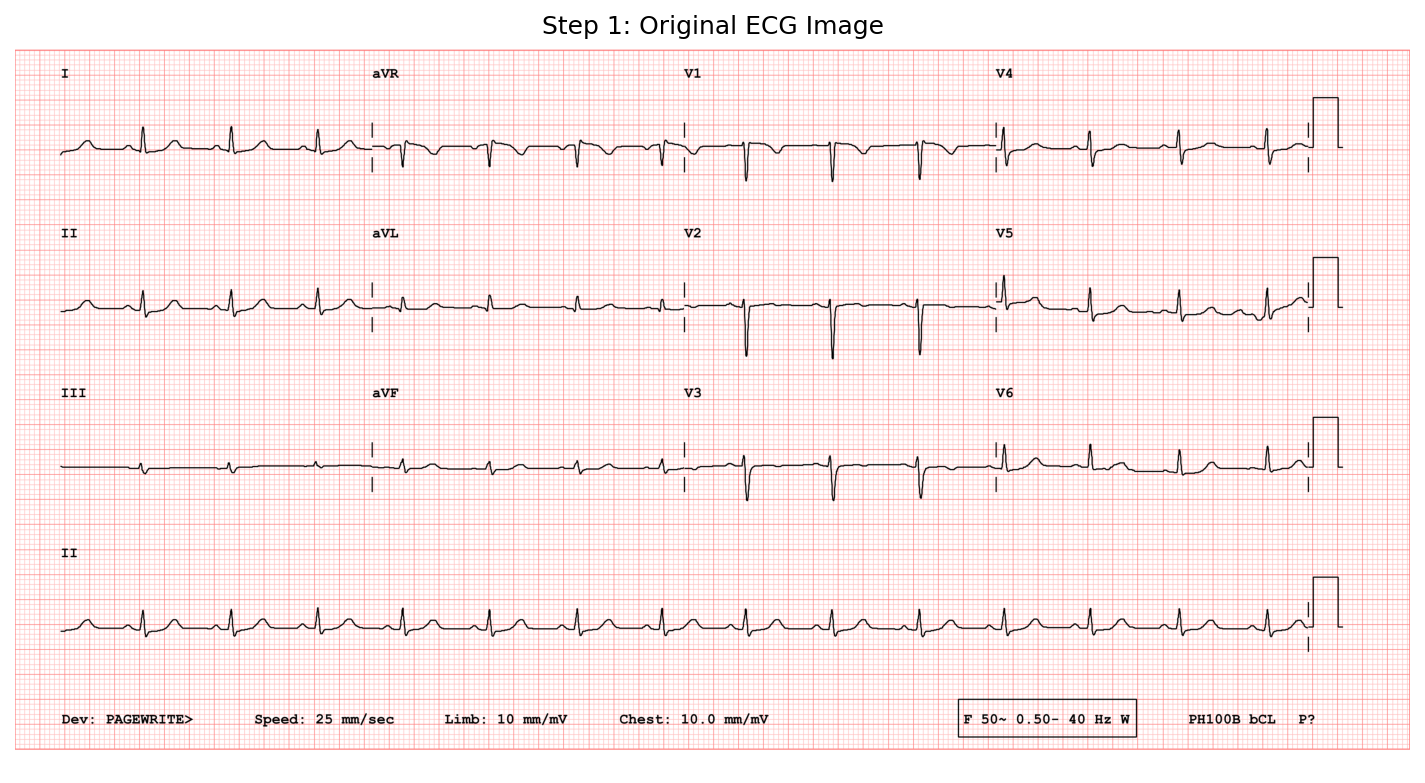 Step 1: Original ECG Image
I aVR V1 V4
II aVL V2 V5
III aVF V3 V6
II
Dev: PAGEWRITE> Speed: 25 mm/sec Limb: 10 mm/mV Chest: 10.0 mm/mV F 50~ 0.50- 40 Hz W PH100B bCL P?